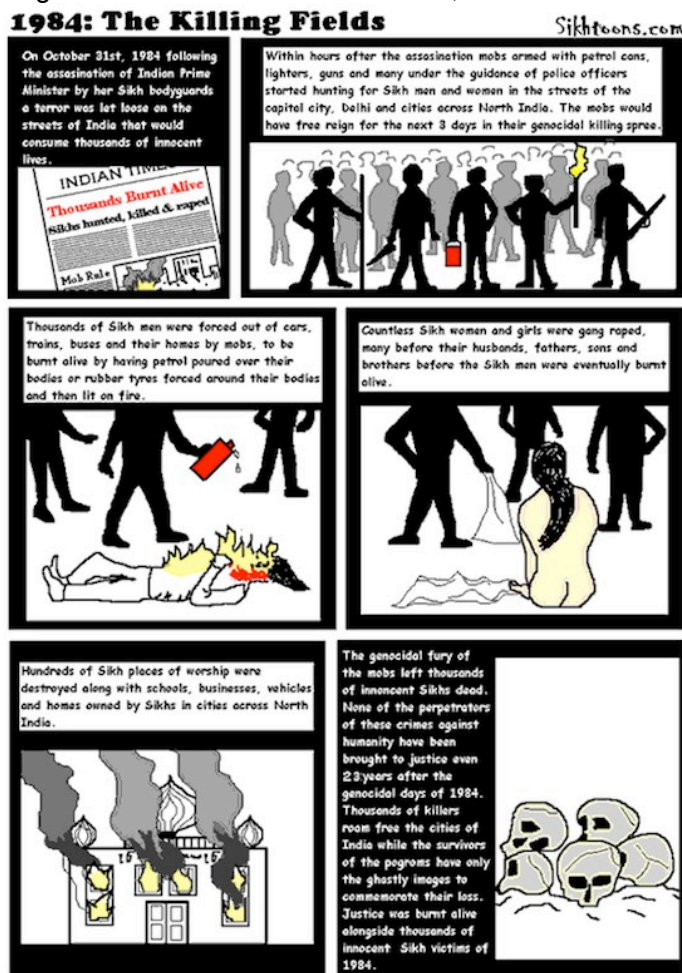 1984: The Killing Fields
Sikhtoons.com
On October 31st, 1984 following
the assasination of Indian Prime
Minister by her Sikh bodyguards
a terror was let loose on the
streets of India that would
consume thousands of innocent
lives.
INDIAN TIMES
Thousands Burnt Alive
Sikhs hunted, killed & raped
Mob Rule
Within hours after the assasination mobs armed with petrol cans,
lighters, guns and many under the guidance of police officers
started hunting for Sikh men and women in the streets of the
capital city, Delhi and cities across North India. The mobs would
have free reign for the next 3 days in their genocidal killing spree.
Thousands of Sikh men were forced out of cars,
trains, buses and their homes by mobs, to be
burnt alive by having petrol poured over their
bodies or rubber tyres forced around their bodies
and then lit on fire.
Countless Sikh women and girls were gang raped,
many before their husbands, fathers, sons and
brothers before the Sikh men were eventually burnt
alive.
Hundreds of Sikh places of worship were
destroyed along with schools, businesses, vehicles
and homes owned by Sikhs in cities across North
India.
The genocidal fury of
the mobs left thousands
of innoncent Sikhs dead.
None of the perpetrators
of these crimes against
humanity have been
brought to justice even
23years after the
genocidal days of 1984.
Thousands of killers
roam free the cities of
India while the survivors
of the pogroms have only
the ghastly images to
commemorate their loss.
Justice was burnt alive
alongside thousands of
innocent Sikh victims of
1984.